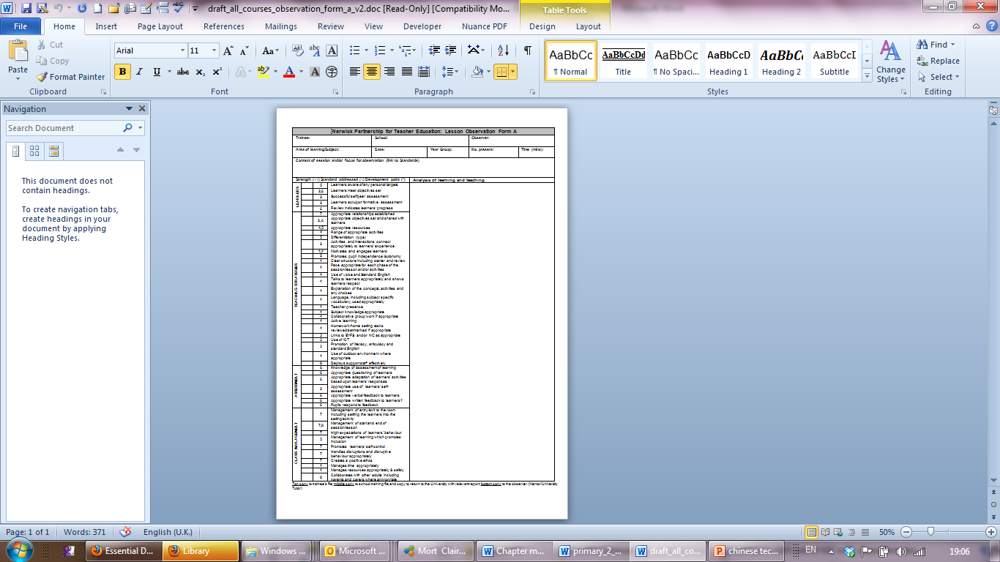 draft_all_courses_observation form_a_v2.doc [Read-Only] [Compatibility Mo...
Table Tools
File Home Insert Page Layout References Mailings Review View Developer Nuance PDF Design Layout
Cut
Copy
Format Painter
Paste
Clipboard
Arial 11
Font
Paragraph
AaBbCc AaBbCcDd AaBbCc AaBbCcD AaBbCc AaBbCcI
¶ Normal Title ¶ No Spaci... Heading 1 Heading 2 Subtitle
Change
Styles
Styles
Find
Replace
Select
Editing
Navigation
Search Document
This document does not
contain headings.
To create navigation tabs,
create headings in your
document by applying
Heading Styles.
Warwick Partnership for Teacher Education: Lesson Observation Form A
Trainee: School: Observer:
Area of learning/Subject: Date: Year Group: No. present: Time (mins):
Context of session and/or focus for observation (link to Standards)
Strength Standard addressed Development point Analysis of learning and teaching
LEARNERS
5 Learners aware of any personal targets
2,6 Learners meet objectives set
2 Successful self/peer assessment
2 Learners act upon formative assessment
6 Review indicates learners' progress
TEACHING STRATEGIES
7 Appropriate relationships established
2,6 Appropriate objectives set and shared with
learners
4,5 Appropriate resources
4 Range of appropriate activities
5 Differentiation (type)
2 Activities and interactions connect
appropriately to learners' experience
1,4 Motivates and engages learners
2 Promotes pupil independence/autonomy
4 Clear structure including starter and review
4 Pace appropriate for each phase of the
session/lesson and/or activities
4 Use of voice and Standard English
4 Talks to learners appropriately and shows
learners respect
4 Explanation of the concepts, activities and
any choices
4 Language, including subject specific
vocabulary, used appropriately
1 Teacher presence
4 Subject knowledge appropriate
4 Collaborative group work if appropriate
4 Active learning
4 Homework/home setting tasks
reviewed/set/marked if appropriate
3 Links to EYFS and/or NC as appropriate
3 Use of ICT
3 Promotion of literacy, articulacy and
standard English
4 Use of outdoor environment where
appropriate
8 Deploys support staff effectively
ASSESSMENT
6 Knowledge of assessment of learning
6 Appropriate questioning of learners
6 Appropriate adaptation of learners' activities
based upon learners' responses
2 Appropriate use of learners' self-
assessment
6 Appropriate verbal feedback to learners
6 Appropriate written feedback to learners?
6 Pupils respond to feedback
CLASS MANAGEMENT
7 Management of entry/exit to the room
including settling the learners into the
setting/activity
7,8 Management of start and end of
session/lesson
7 High expectations of learners' behaviour
5 Management of learning which promotes
inclusion
7 Promotes learners' self-control
7 Handles disruptions and disruptive
behaviour appropriately
7 Creates a positive ethos
4 Manages time appropriately
4 Manages resources appropriately & safely
8 Collaborates with other adults including
parents and carers where appropriate
Top copy to trainee's file; middle copy to school training file and copy to return to the University with relevant report bottom copy to the observer (Mentor/University
Tutor)
Page: 1 of 1 Words: 371 English (U.K.) 50%
Essential D... Library Windows ... Microsoft ... Mort Clair... Chapter m... primary_2_... draft_all_co... chinese tec... EN 19:06